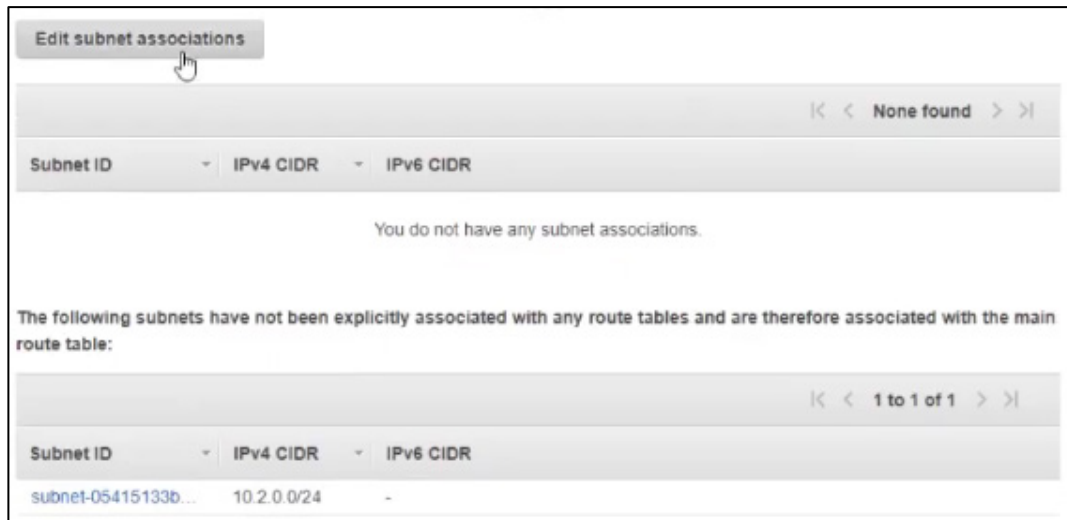 Edit subnet associations
None found
Subnet ID IPv4 CIDR IPv6 CIDR
You do not have any subnet associations.
The following subnets have not been explicitly associated with any route tables and are therefore associated with the main
route table:
1 to 1 of 1
Subnet ID IPv4 CIDR IPv6 CIDR
subnet-05415133b... 10.2.0.0/24 -